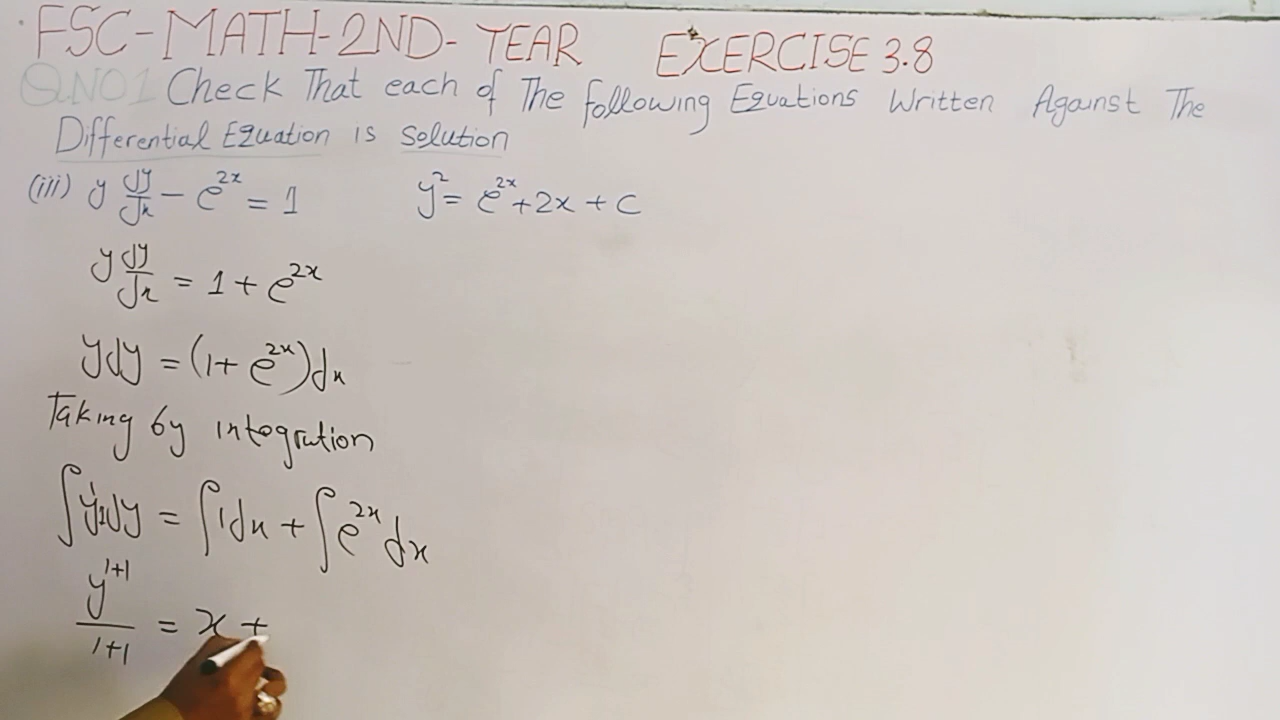 FSC-MATH-2ND-YEAR EXERCISE 3.8
Q.NO1 Check That each of The following Equations Written Against The
Differential Equation is solution
(iii) y dy/dx - e^2x = 1 y^2 = e^2x + 2x + c
y dy/dx = 1 + e^2x
ydy = (1 + e^2x)dx
Taking by integration
∫y^1 dy = ∫1dx + ∫e^2x dx
y^1+1/1+1 = x +